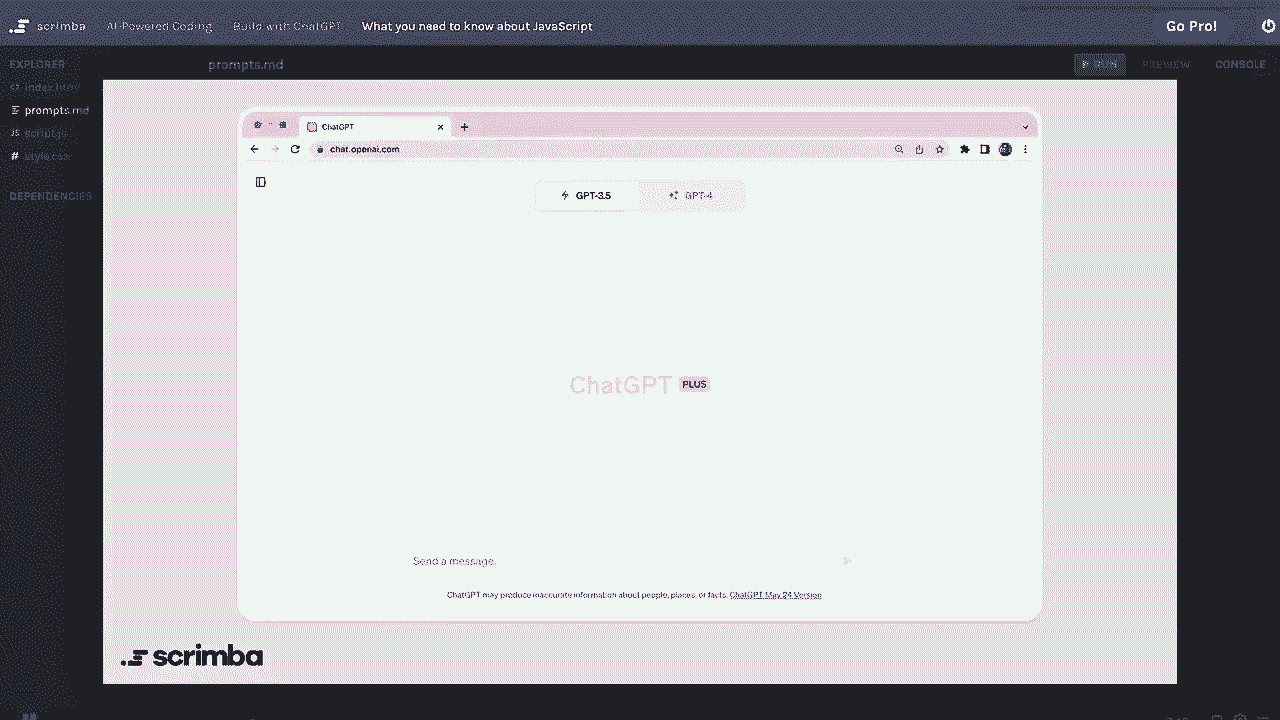 scrimba AI-Powered Coding Build with ChatGPT What you need to know about JavaScript Go Pro!
EXPLORER
prompts.md
RUN PREVIEW CONSOLE
index.html
prompts.md
script.js
style.css
DEPENDENCIES
ChatGPT
chat.openai.com
GPT-3.5 GPT-4
ChatGPT PLUS
Send a message.
ChatGPT may produce inaccurate information about people, places, or facts. ChatGPT May 24 Version
scrimba